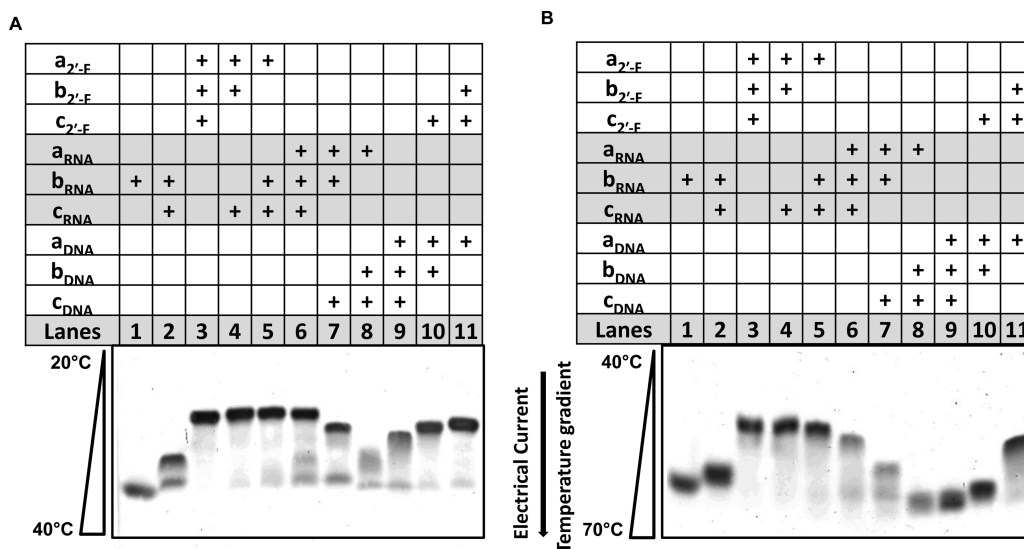 A
a2'-F + + +
b2'-F + + +
c2'-F + + +
aRNA + + +
bRNA + + + + +
cRNA + + + +
aDNA + + +
bDNA + + +
cDNA + + +
Lanes 1 2 3 4 5 6 7 8 9 10 11
20°C
40°C
B
a2'-F + + +
b2'-F + + +
c2'-F + + +
aRNA + + +
bRNA + + + + +
cRNA + + + +
aDNA + + +
bDNA + + +
cDNA + + +
Lanes 1 2 3 4 5 6 7 8 9 10 11
40°C
70°C
Electrical Current
Temperature gradient